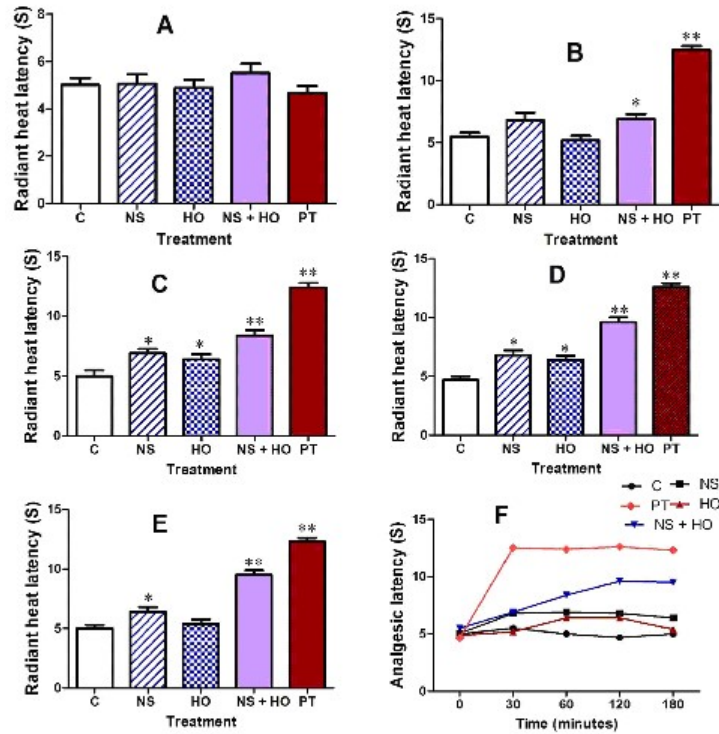 A
Radiant heat latency (S)
8
6
4
2
0
C NS HO NS + HO PT
Treatment
B
Radiant heat latency (S)
15
10
5
0
*
**
C NS HO NS + HO PT
Treatment
C
Radiant heat latency (S)
15
10
5
0
*
*
**
**
C NS HO NS + HO PT
Treatment
D
Radiant heat latency (S)
15
10
5
0
*
*
**
**
C NS HO NS + HO PT
Treatment
E
Radiant heat latency (S)
15
10
5
0
*
**
**
C NS HO NS + HO PT
Treatment
C NS
PT HO
NS + HO
F
Analgesic latency (S)
15
10
5
0
0 30 60 120 180
Time (minutes)